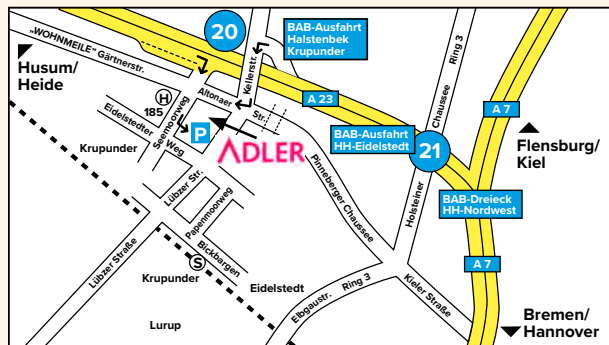 „WOHNMEILE" Gärtnerstr.
20
BAB-Ausfahrt
Halstenbek
Krupunder
Ring 3
Husum/
Heide
Kellerstr.
A 23
A 7
H
185
Altonaer
Str.
Chaussee
Seemoorweg
P
ADLER
BAB-Ausfahrt
HH-Eidelstedt
21
Flensburg/
Kiel
Eidelstedter
Weg
Krupunder
Pinneberger Chaussee
Lübzer Str.
Papenmoorweg
Holsteiner
BAB-Dreieck
HH-Nordwest
Bickbargen
S
Lübzer Straße
Krupunder
Eidelstedt
A 7
Elbgaustr.
Ring 3
Kieler Straße
Lurup
Bremen/
Hannover